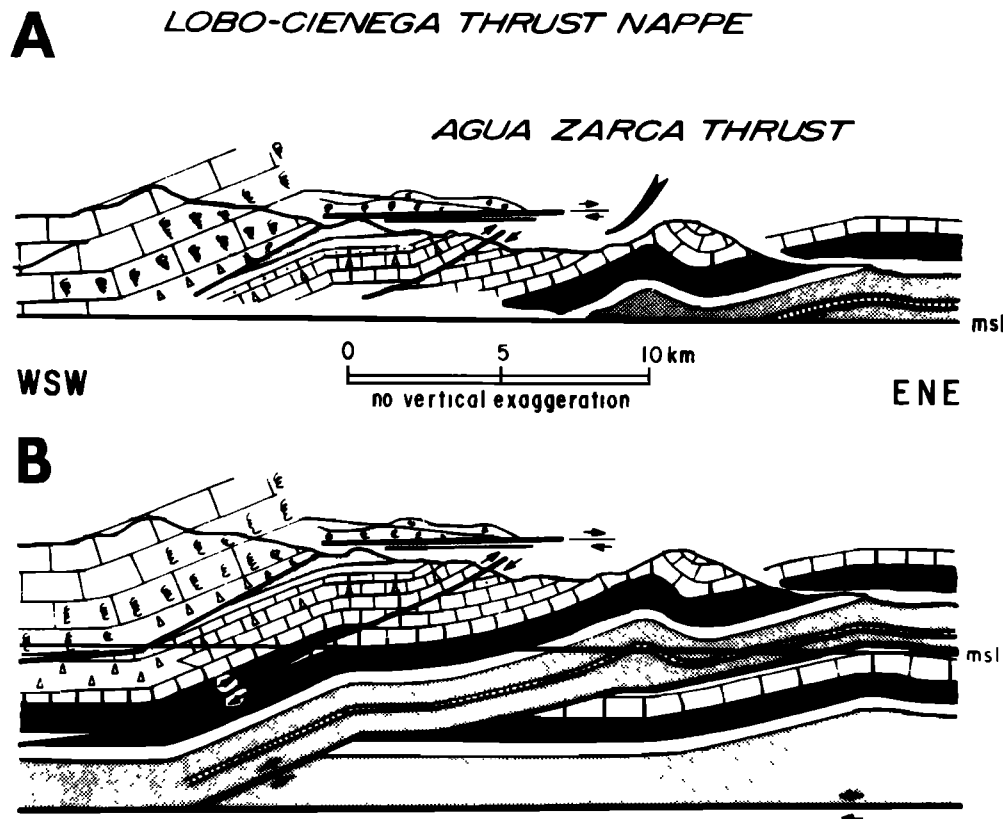 A
LOBO-CIENEGA THRUST NAPPE
AGUA ZARCA THRUST
msl
0 5 10 km
no vertical exaggeration
WSW
ENE
B
msl